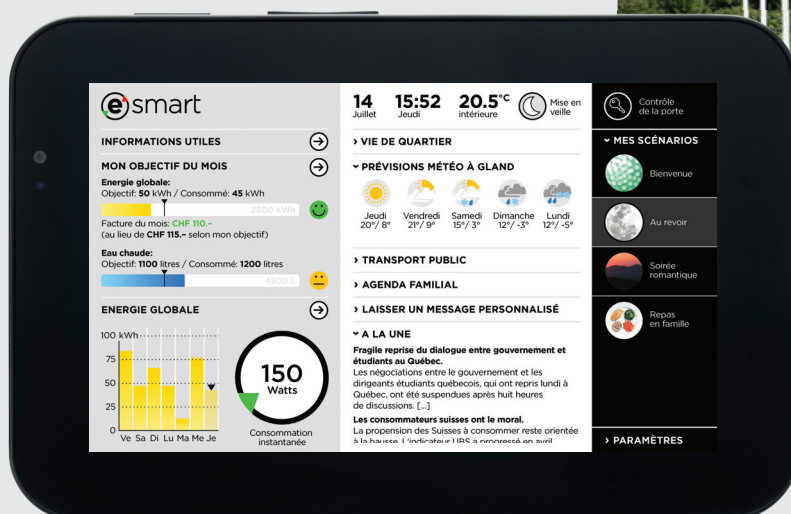 esmart
INFORMATIONS UTILES
MON OBJECTIF DU MOIS
Energie globale:
Objectif: 50 kWh / Consommé: 45 kWh
2500 kWh
Facture du mois: CHF 110.–
(au lieu de CHF 115.– selon mon objectif)
Eau chaude:
Objectif: 1100 litres / Consommé: 1200 litres
4500 L
ENERGIE GLOBALE
100 kWh
75
50
25
0
Ve Sa Di Lu Ma Me Je
150
Watts
Consommation
instantanée
14
Juillet
15:52
Jeudi
20.5°C
intérieure
Mise en
veille
› VIE DE QUARTIER
PRÉVISIONS MÉTÉO À GLAND
Jeudi Vendredi Samedi Dimanche Lundi
20°/ 8° 21°/ 9° 15°/ 3° 12°/ -3° 12°/ -5°
› TRANSPORT PUBLIC
› AGENDA FAMILIAL
› LAISSER UN MESSAGE PERSONNALISÉ
A LA UNE
Fragile reprise du dialogue entre gouvernement et
étudiants au Québec.
Les négociations entre le gouvernement et les
dirigeants étudiants québecois, qui ont repris lundi à
Québec, ont été suspendues après huit heures
de discussions. [...]
Les consommateurs suisses ont le moral.
La propension des Suisses à consommer reste orientée
à la hausse. L'indicateur UBS a progressé en avril
Contrôle
de la porte
MES SCÉNARIOS
Bienvenue
Au revoir
Soirée
romantique
Repas
en famille
› PARAMÈTRES